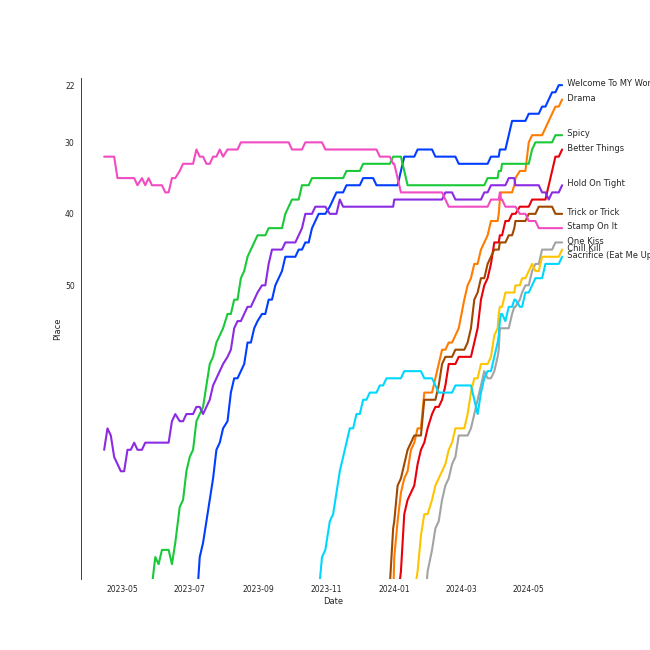 22
30
40
50
Place
Welcome To MY Wor
Drama
Spicy
Better Things
Hold On Tight
Trick or Trick
Stamp On It
One Kiss
Chill Kill
Sacrifice (Eat Me Up
2023-05
2023-07
2023-09
2023-11
2024-01
2024-03
2024-05
Date